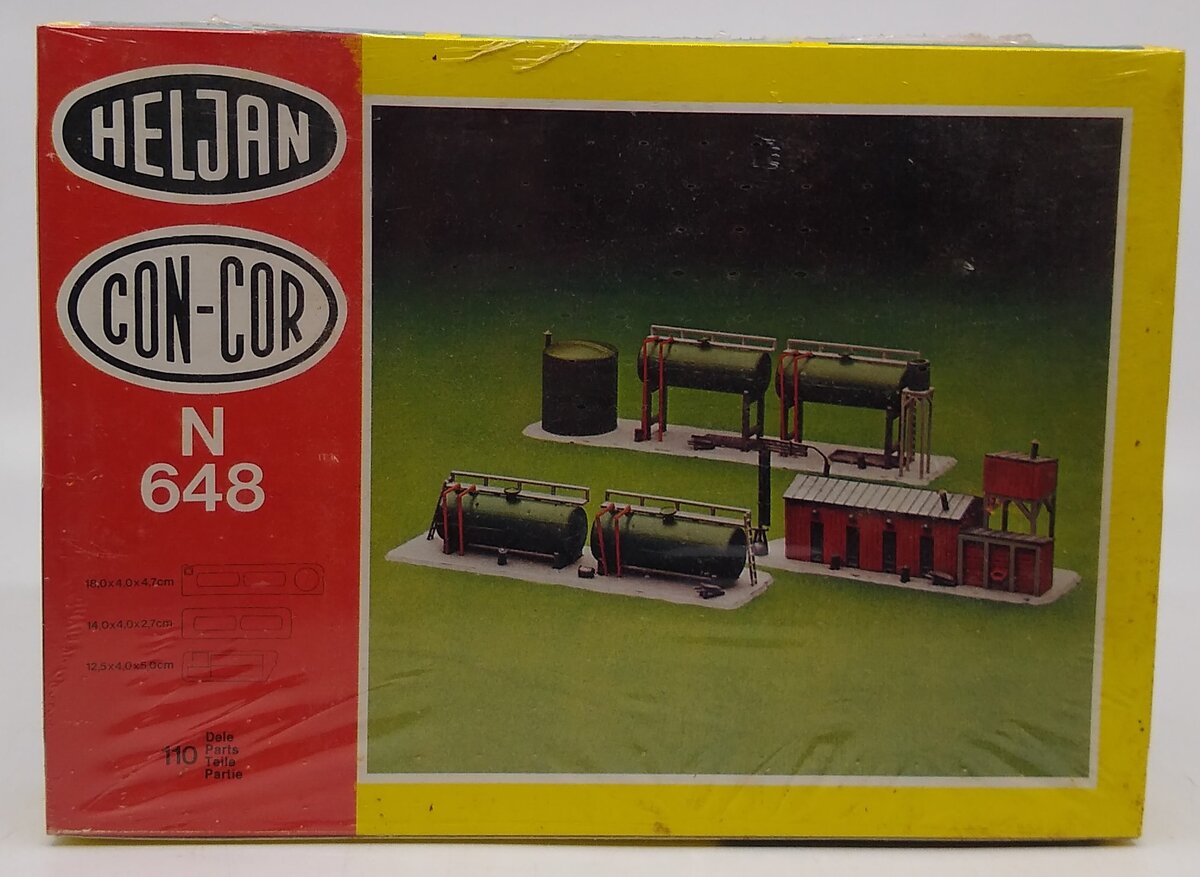 HELJAN
CON-COR
N
648
18,0x4,0x4,7cm
14,0x4,0x2,7cm
12,5x4,0x5,0cm
110
Dele
Parts
Teile
Partie